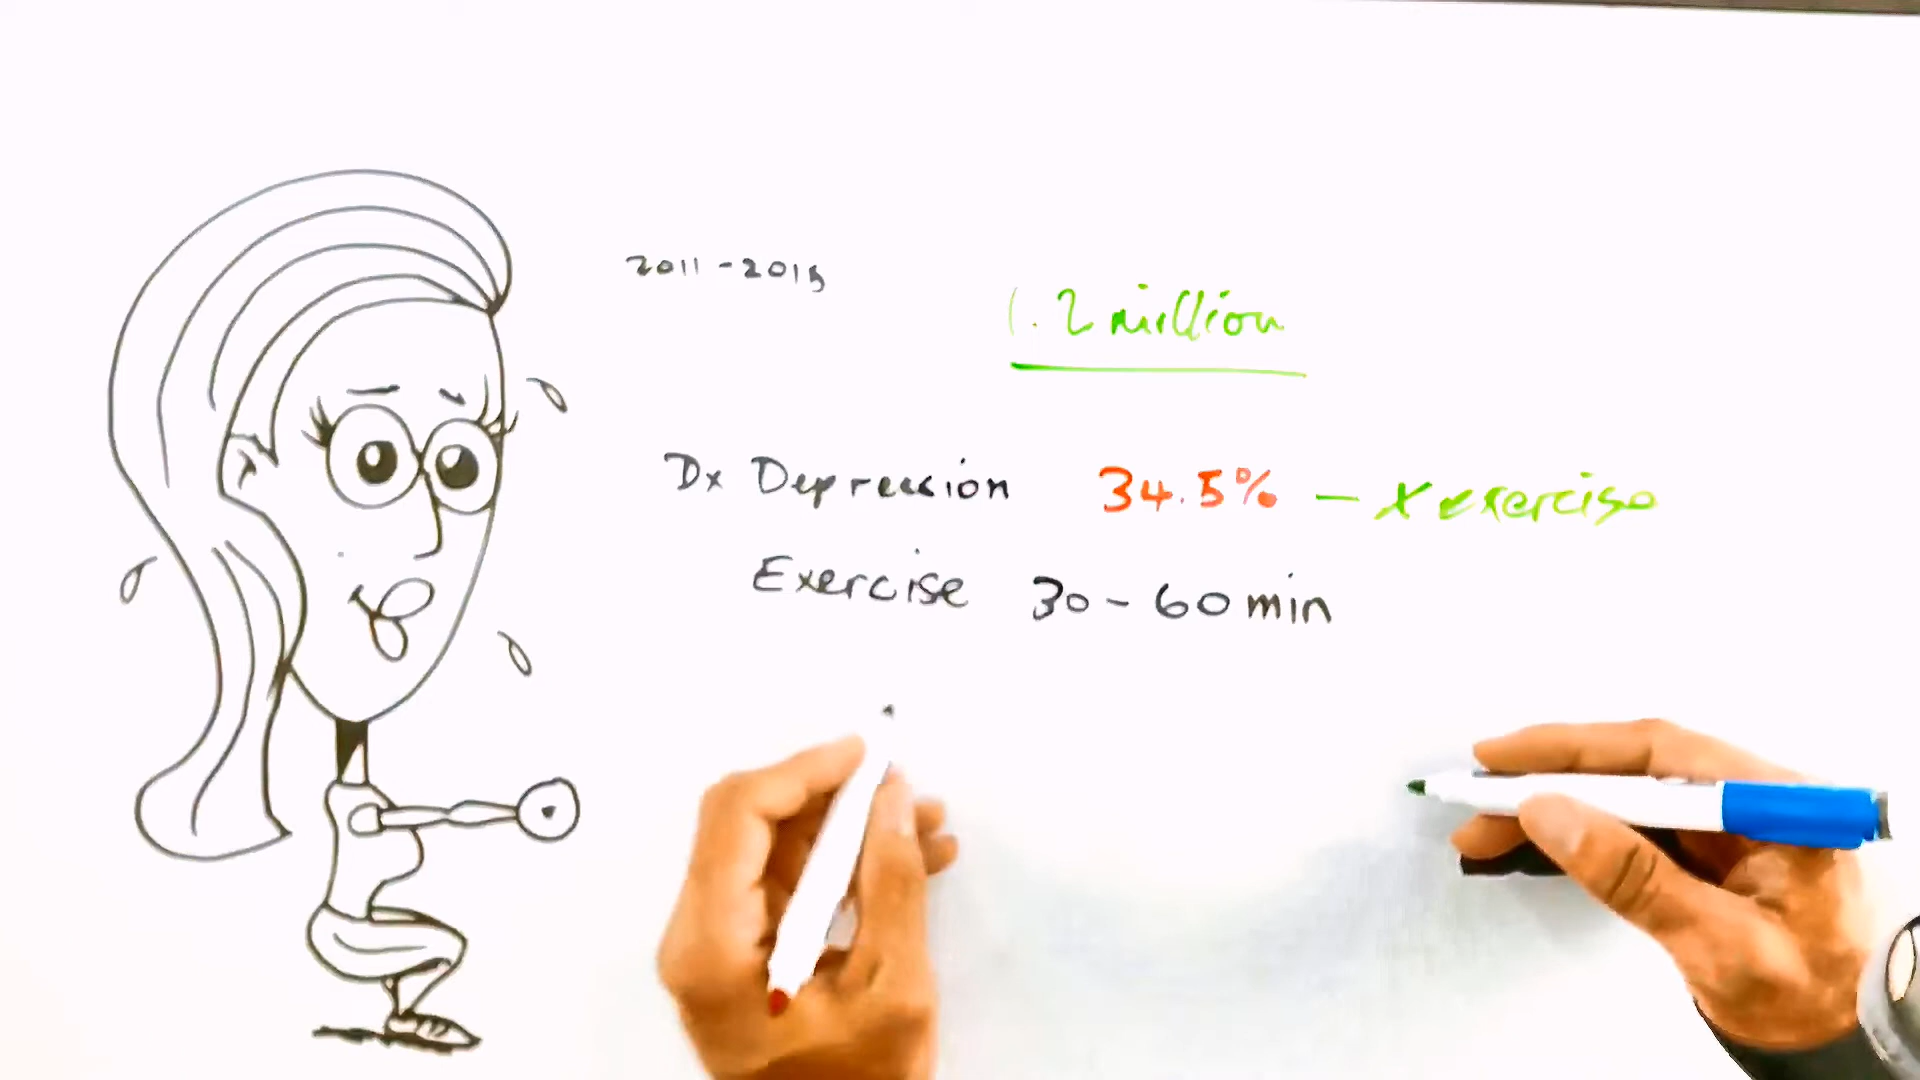 2011-2015
1.2 million
Dx Depression 34.5% — x exercise
Exercise 30-60 min